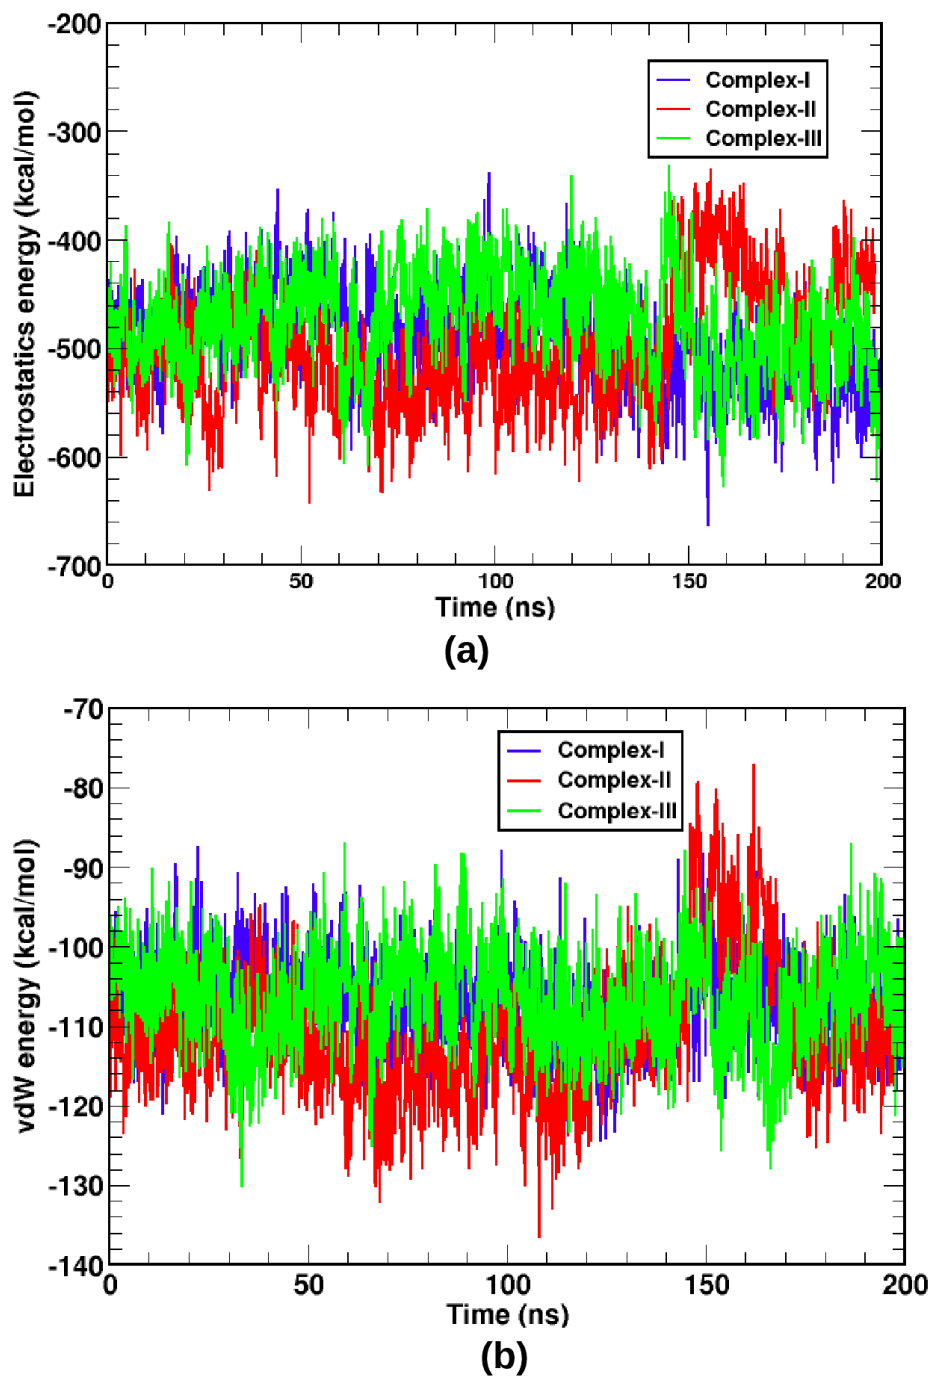 -200
-300
-400
-500
-600
-700
Electrostatics energy (kcal/mol)
Complex-I
Complex-II
Complex-III
0 50 100 150 200
Time (ns)
(a)
-70
-80
-90
-100
-110
-120
-130
-140
vdW energy (kcal/mol)
Complex-I
Complex-II
Complex-III
0 50 100 150 200
Time (ns)
(b)